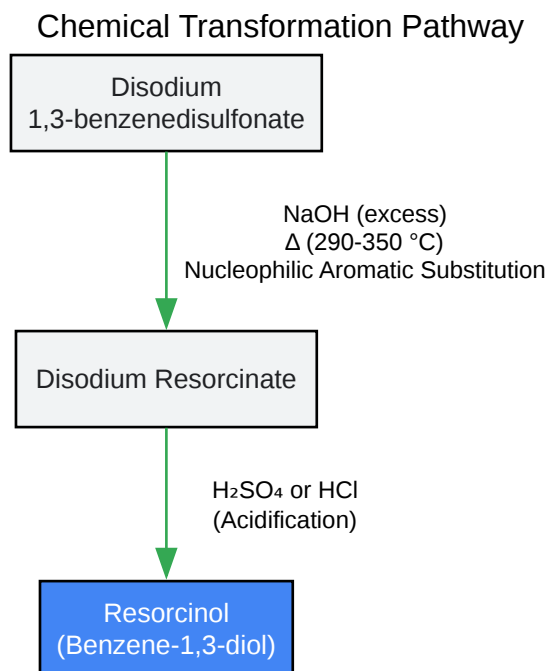 Chemical Transformation Pathway
Disodium
1,3-benzenedisulfonate
NaOH (excess)
Δ (290-350 °C)
Nucleophilic Aromatic Substitution
Disodium Resorcinate
H₂SO₄ or HCl
(Acidification)
Resorcinol
(Benzene-1,3-diol)